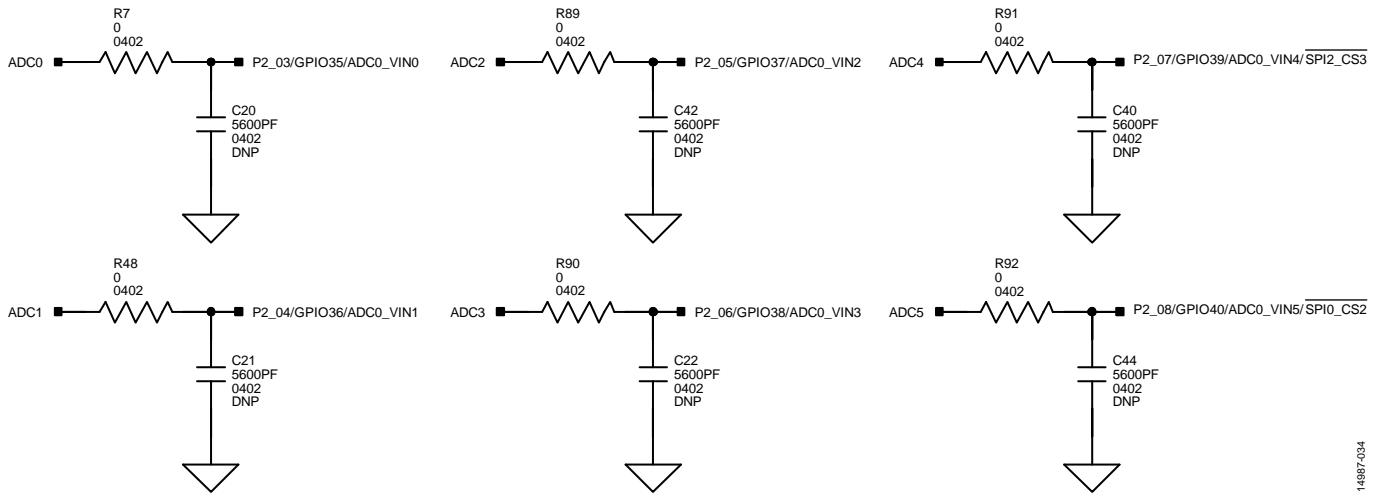 R7
0
0402
ADC0
P2_03/GPIO35/ADC0_VIN0
C20
5600PF
0402
DNP
R89
0
0402
ADC2
P2_05/GPIO37/ADC0_VIN2
C42
5600PF
0402
DNP
R91
0
0402
ADC4
P2_07/GPIO39/ADC0_VIN4/SPI2_CS3
C40
5600PF
0402
DNP
R48
0
0402
ADC1
P2_04/GPIO36/ADC0_VIN1
C21
5600PF
0402
DNP
R90
0
0402
ADC3
P2_06/GPIO38/ADC0_VIN3
C22
5600PF
0402
DNP
R92
0
0402
ADC5
P2_08/GPIO40/ADC0_VIN5/SPI0_CS2
C44
5600PF
0402
DNP
14987-034